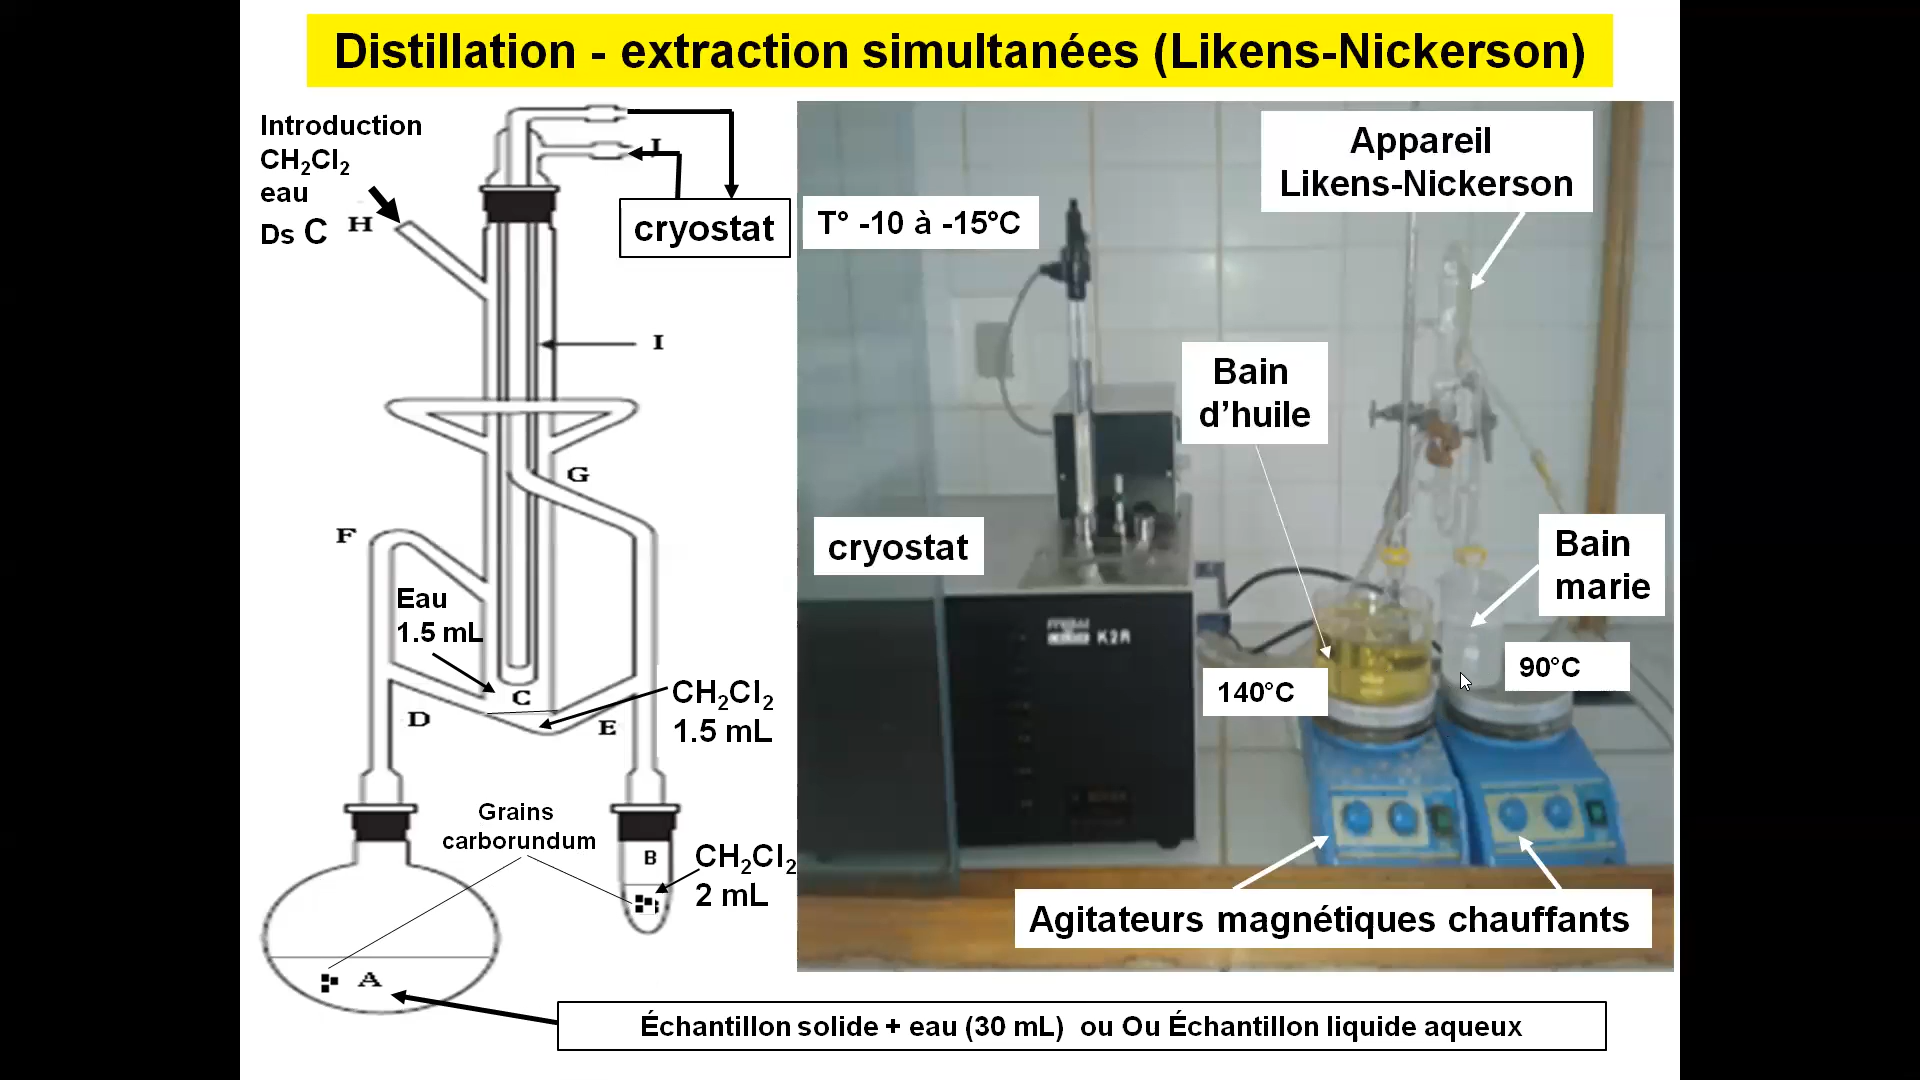 Distillation - extraction simultanées (Likens-Nickerson)
Introduction
CH₂Cl₂
eau
Ds C
H
J
cryostat
T° -10 à -15°C
I
G
F
Eau
1.5 mL
C
D
E
CH₂Cl₂
1.5 mL
Grains
carborundum
B
CH₂Cl₂
2 mL
A
Échantillon solide + eau (30 mL) ou Ou Échantillon liquide aqueux
Appareil
Likens-Nickerson
Bain
d’huile
cryostat
K2R
Bain
marie
140°C
90°C
Agitateurs magnétiques chauffants